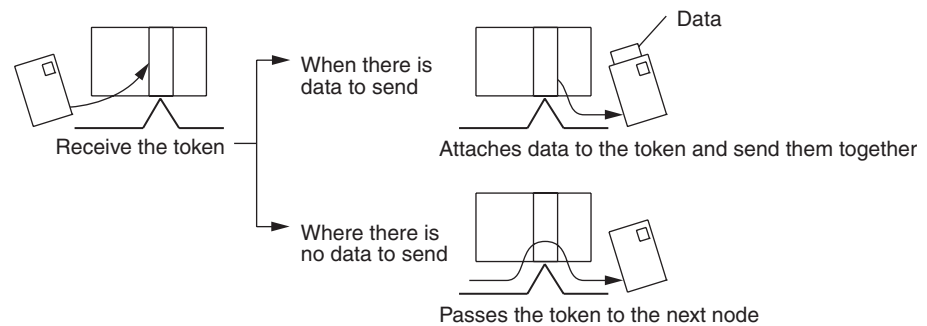 Receive the token
When there is
data to send
Data
Attaches data to the token and send them together
Where there is
no data to send
Passes the token to the next node